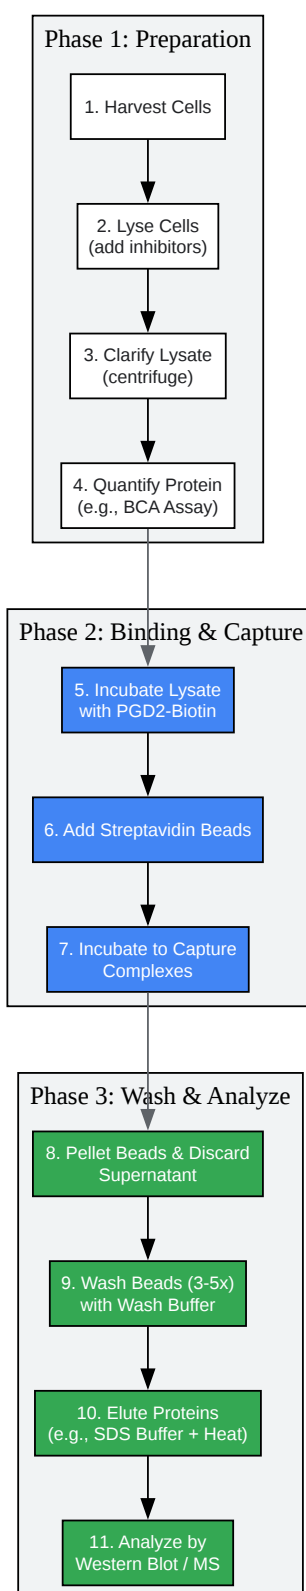 Phase 1: Preparation
1. Harvest Cells
2. Lyse Cells
(add inhibitors)
3. Clarify Lysate
(centrifuge)
4. Quantify Protein
(e.g., BCA Assay)
Phase 2: Binding & Capture
5. Incubate Lysate
with PGD2-Biotin
6. Add Streptavidin Beads
7. Incubate to Capture
Complexes
Phase 3: Wash & Analyze
8. Pellet Beads & Discard
Supernatant
9. Wash Beads (3-5x)
with Wash Buffer
10. Elute Proteins
(e.g., SDS Buffer + Heat)
11. Analyze by
Western Blot / MS